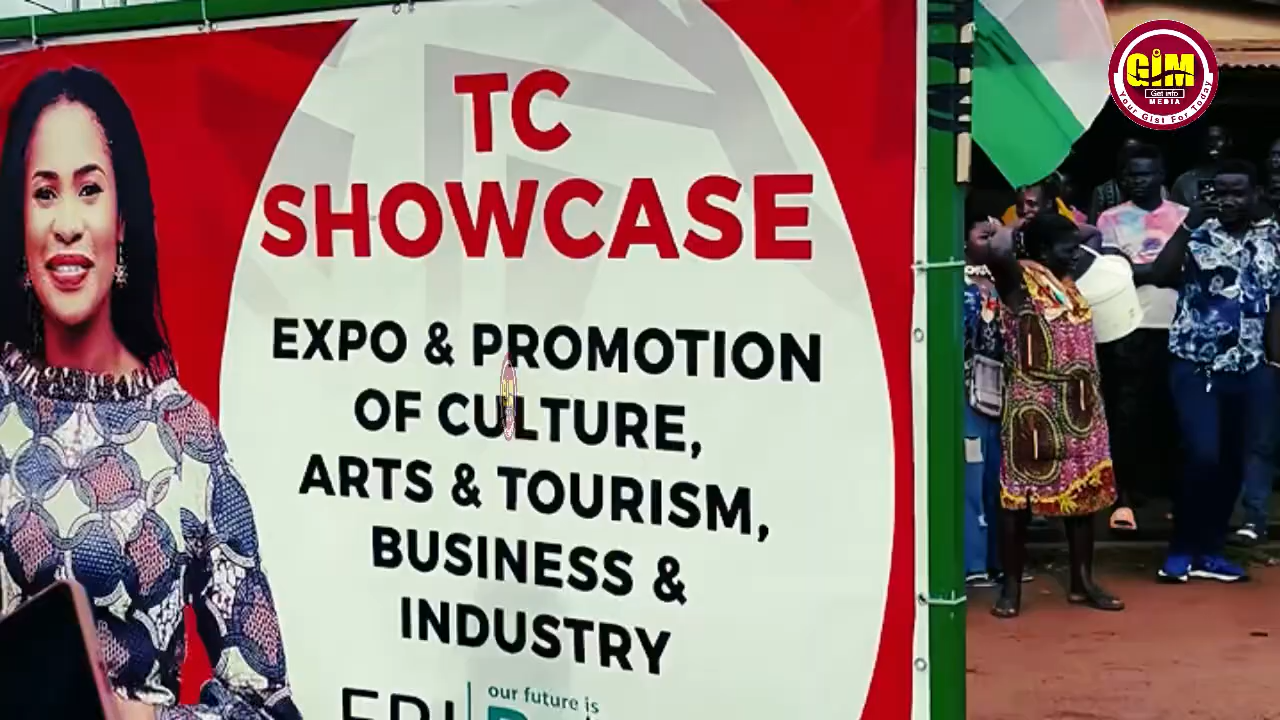 TC
SHOWCASE
EXPO & PROMOTION
OF CULTURE,
ARTS & TOURISM,
BUSINESS &
INDUSTRY
our future is
GIM
Get info
MEDIA
Your Gist For Today